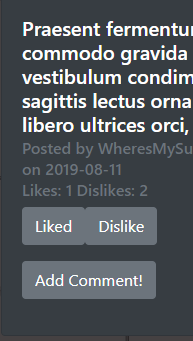 Praesent fermentu
commodo gravida
vestibulum condim
sagittis lectus orna
libero ultrices orci,
Posted by WheresMySu
on 2019-08-11
Likes: 1 Dislikes: 2
Liked Dislike
Add Comment!